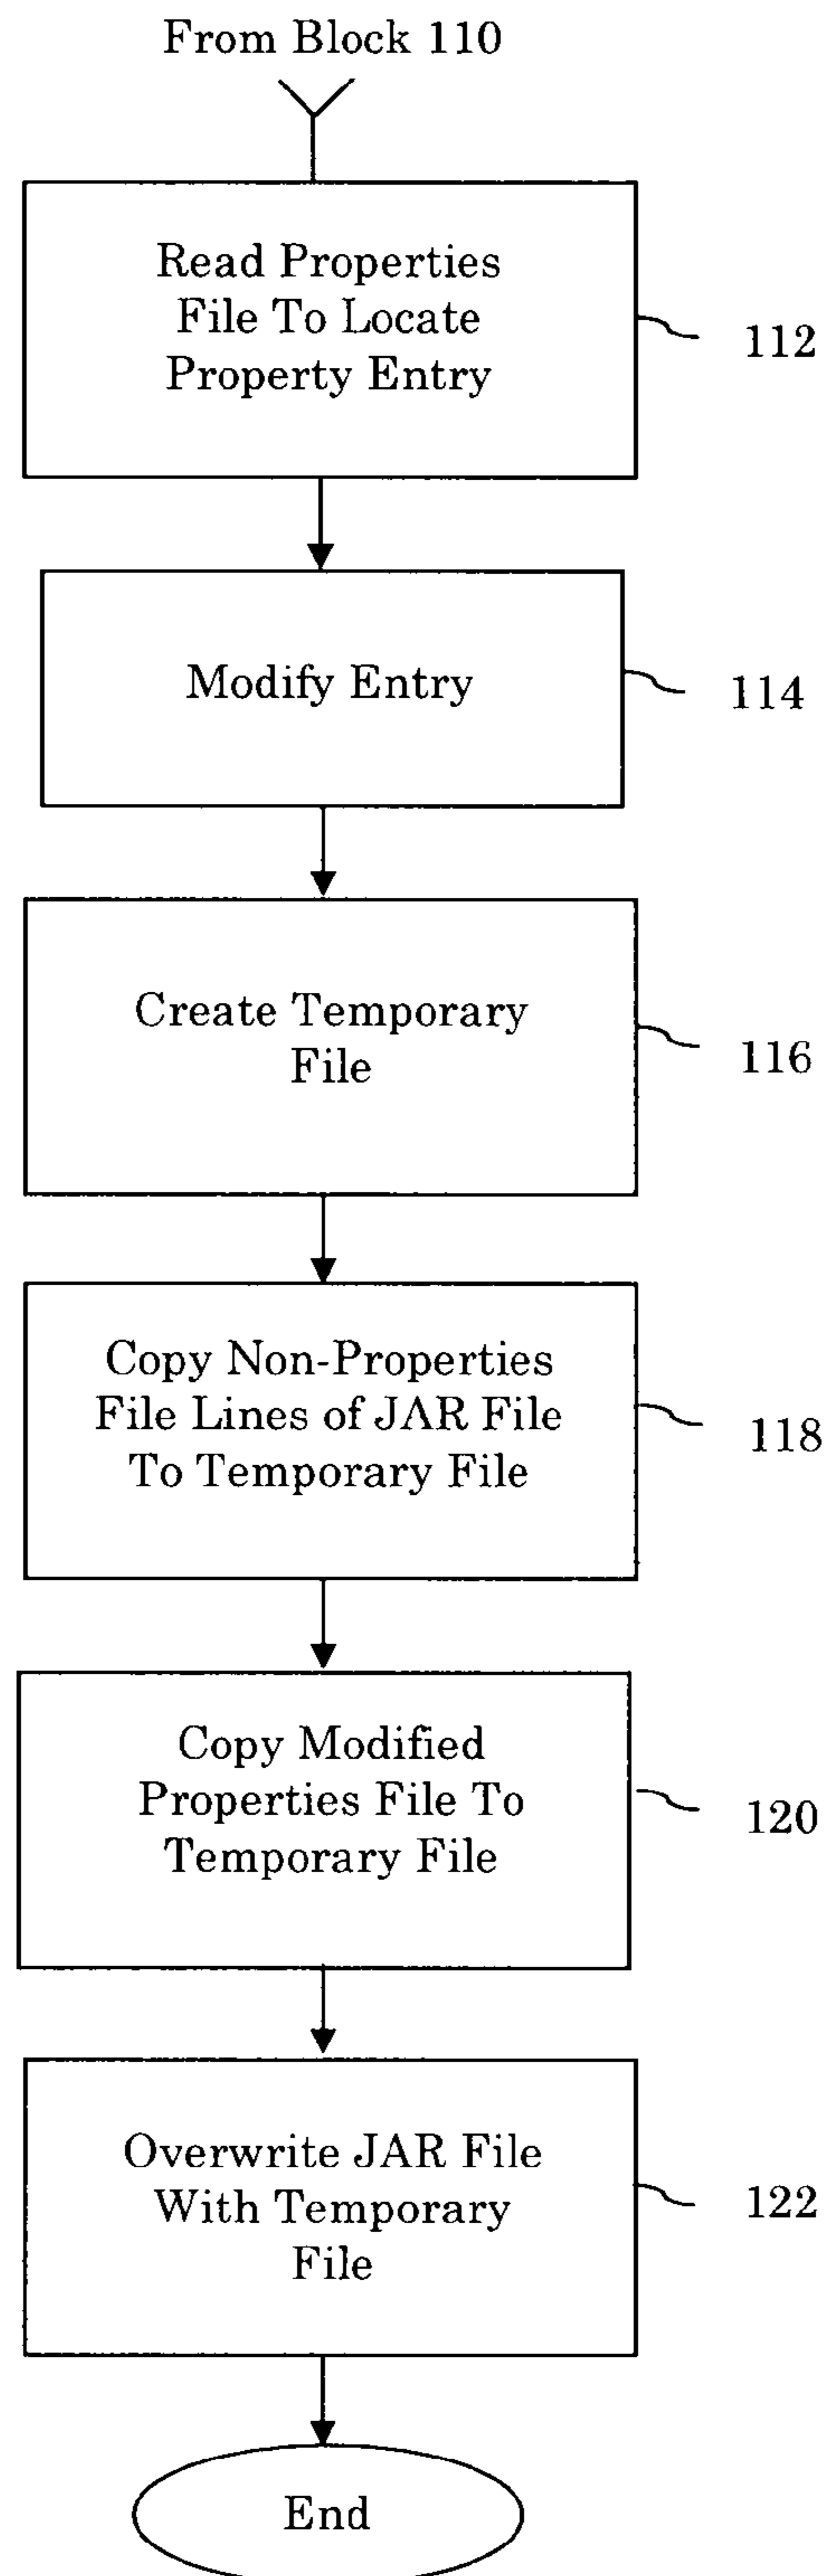 From Block 110
Read Properties
File To Locate
Property Entry
112
Modify Entry
114
Create Temporary
File
116
Copy Non-Properties
File Lines of JAR File
To Temporary File
118
Copy Modified
Properties File To
Temporary File
120
Overwrite JAR File
With Temporary
File
122
End